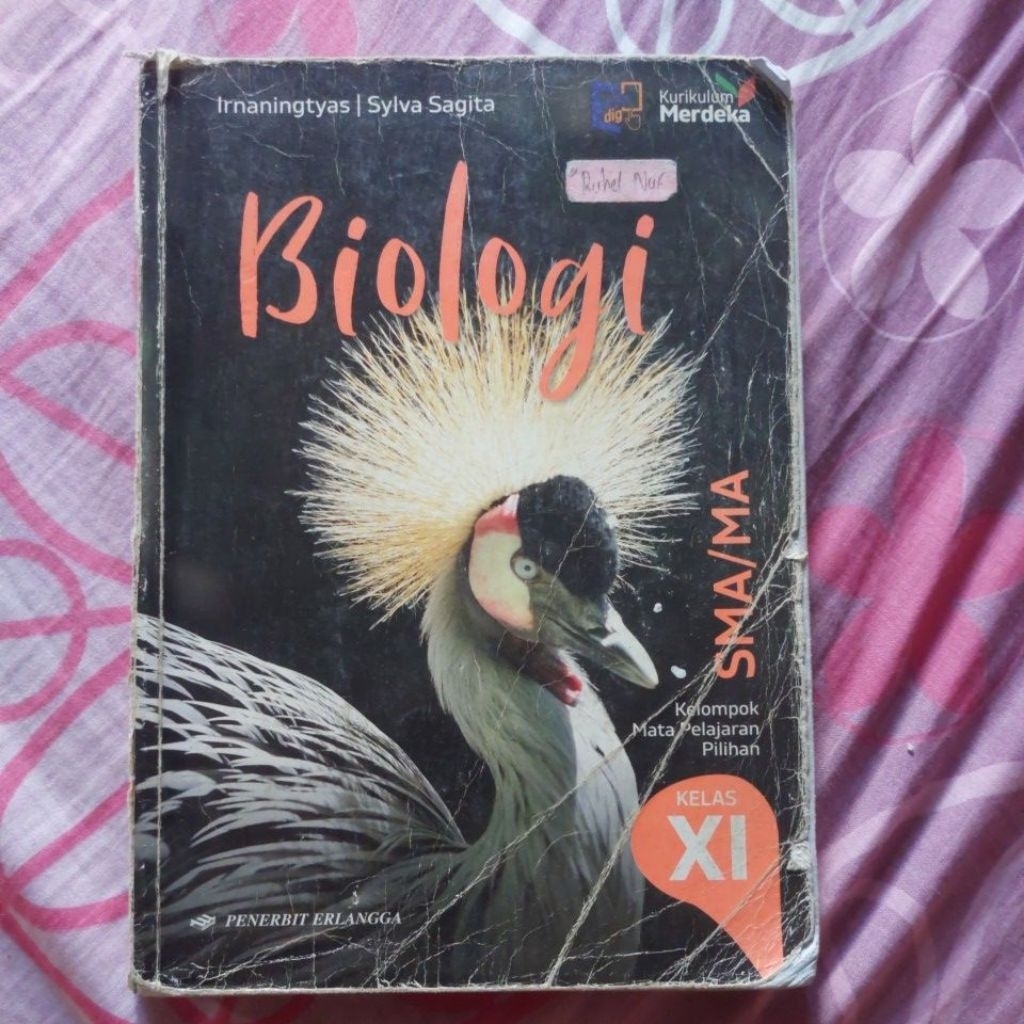 Irnaningtyas | Sylva Sagita
Kurikulum
Merdeka
Biologi
SMA/MA
Kelompok
Mata Pelajaran
Pilihan
KELAS
XI
PENERBIT ERLANGGA